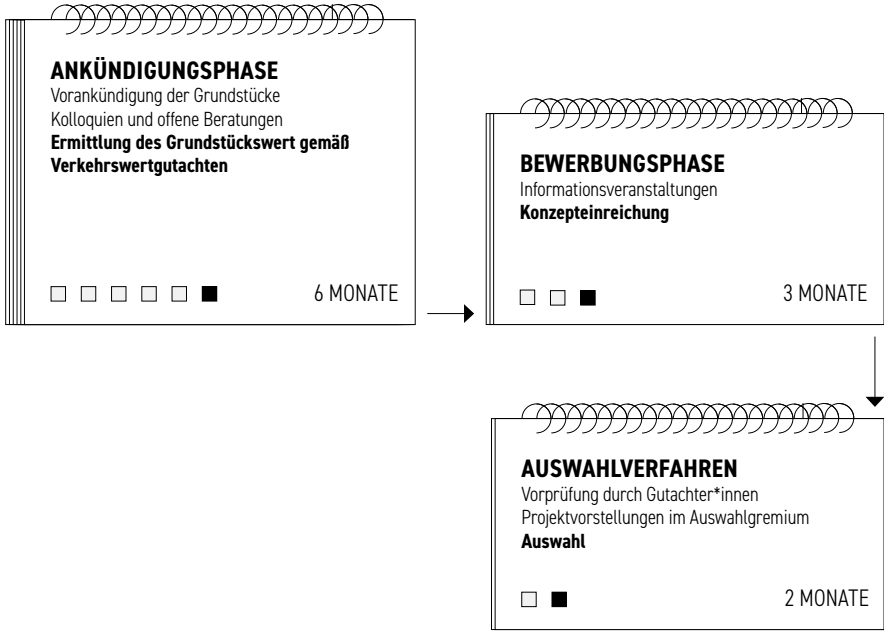 ANKÜNDIGUNGSPHASE
Vorankündigung der Grundstücke
Kolloquien und offene Beratungen
Ermittlung des Grundstückswert gemäß
Verkehrswertgutachten
6 MONATE
BEWERBUNGSPHASE
Informationsveranstaltungen
Konzepteinreichung
3 MONATE
AUSWAHLVERFAHREN
Vorprüfung durch Gutachter*innen
Projektvorstellungen im Auswahlgremium
Auswahl
2 MONATE